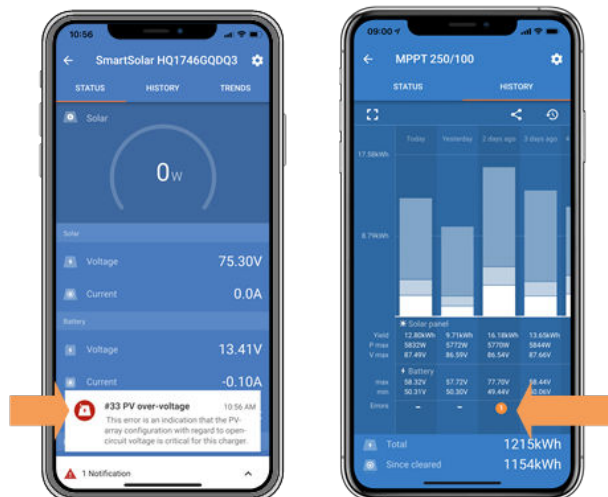 10:56
SmartSolar HQ1746GQDQ3
STATUS HISTORY TRENDS
Solar
0W
Solar
Voltage 75.30V
Current 0.0A
Battery
Voltage 13.41V
Current -0.10A
#33 PV over-voltage 10:56 AM
This error is an indication that the PV-
array configuration with regard to open-
circuit voltage is critical for this charger.
1 Notification
09:00
MPPT 250/100
STATUS HISTORY
Today Yesterday 2 days ago 3 days ago 4
17.58kWh
8.79kWh
Solar panel
Yield 12.80kWh 9.71kWh 16.18kWh 13.65kWh
P max 5832W 5772W 5770W 5844W
V max 87.49V 86.59V 86.54V 87.66V
Battery
max 58.32V 57.72V 77.70V 58.44V
min 50.31V 50.30V 49.44V 50.06V
Errors – – 1
Total 1215kWh
Since cleared 1154kWh